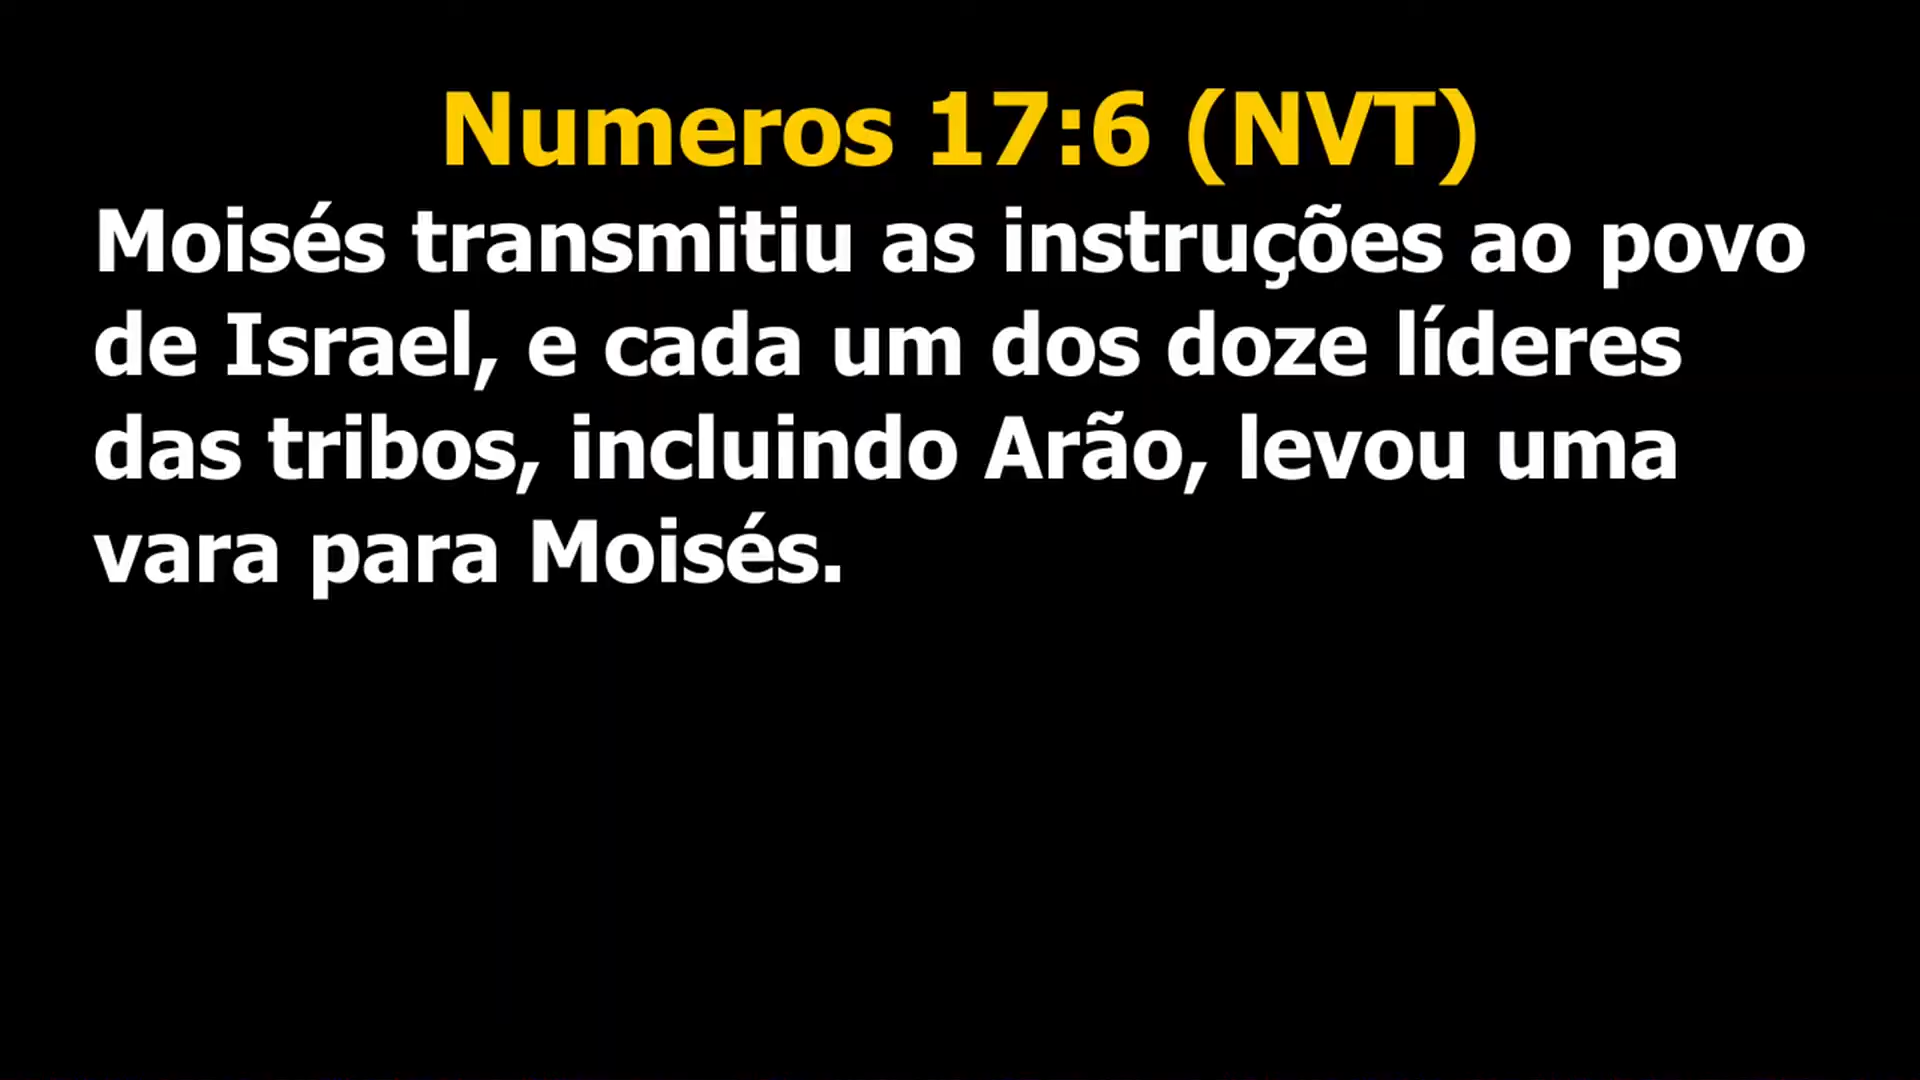 Numeros 17:6 (NVT)
Moisés transmitiu as instruções ao povo
de Israel, e cada um dos doze líderes
das tribos, incluindo Arão, levou uma
vara para Moisés.